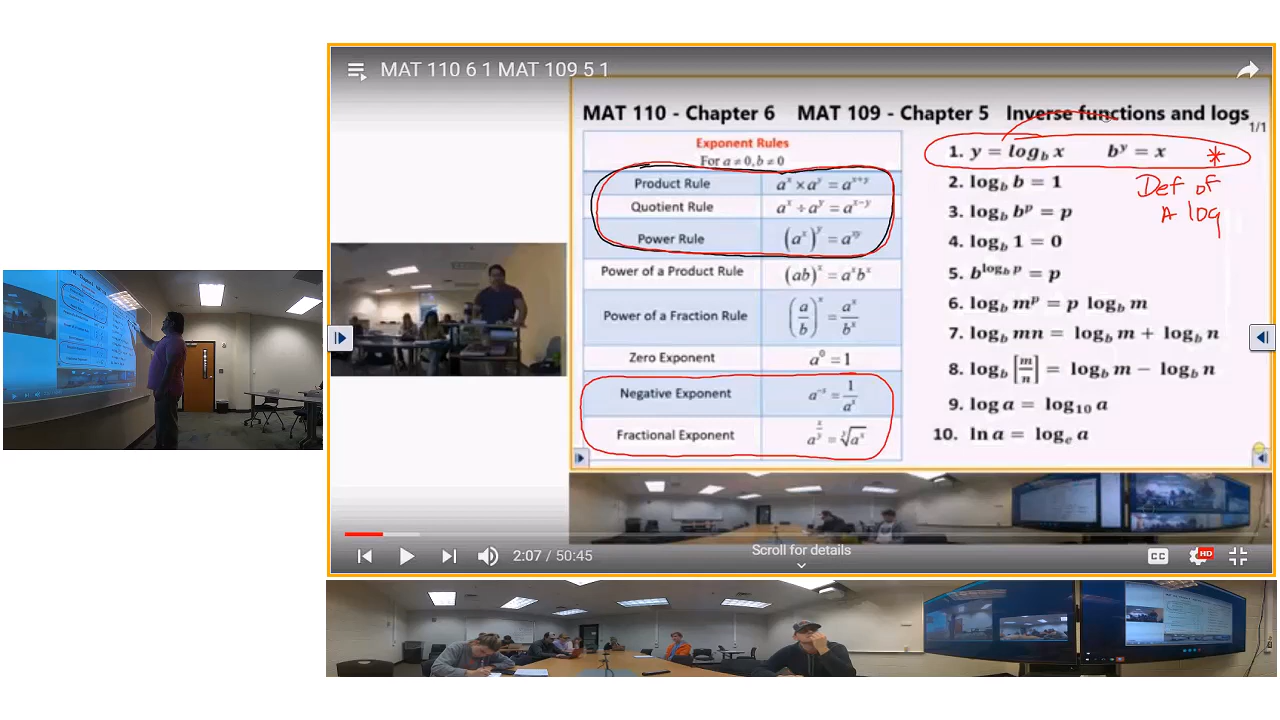 MAT 110 6 1 MAT 109 5 1
MAT 110 - Chapter 6 MAT 109 - Chapter 5 Inverse functions and logs
1/1
Exponent Rules
For a ≠ 0, b ≠ 0
Product Rule a^x × a^y = a^{x+y}
Quotient Rule a^x ÷ a^y = a^{x-y}
Power Rule (a^x)^y = a^{xy}
Power of a Product Rule (ab)^x = a^x b^x
Power of a Fraction Rule (a/b)^x = a^x/b^x
Zero Exponent a^0 = 1
Negative Exponent a^{-x} = 1/a^x
Fractional Exponent a^{x/y} = \sqrt[y]{a^x}
1. y = log_b x b^y = x *
Def of
A log
2. log_b b = 1
3. log_b b^p = p
4. log_b 1 = 0
5. b^{log_b p} = p
6. log_b m^p = p log_b m
7. log_b mn = log_b m + log_b n
8. log_b [m/n] = log_b m − log_b n
9. log a = log_10 a
10. ln a = log_e a
2:07 / 50:45
Scroll for details
CC
HD